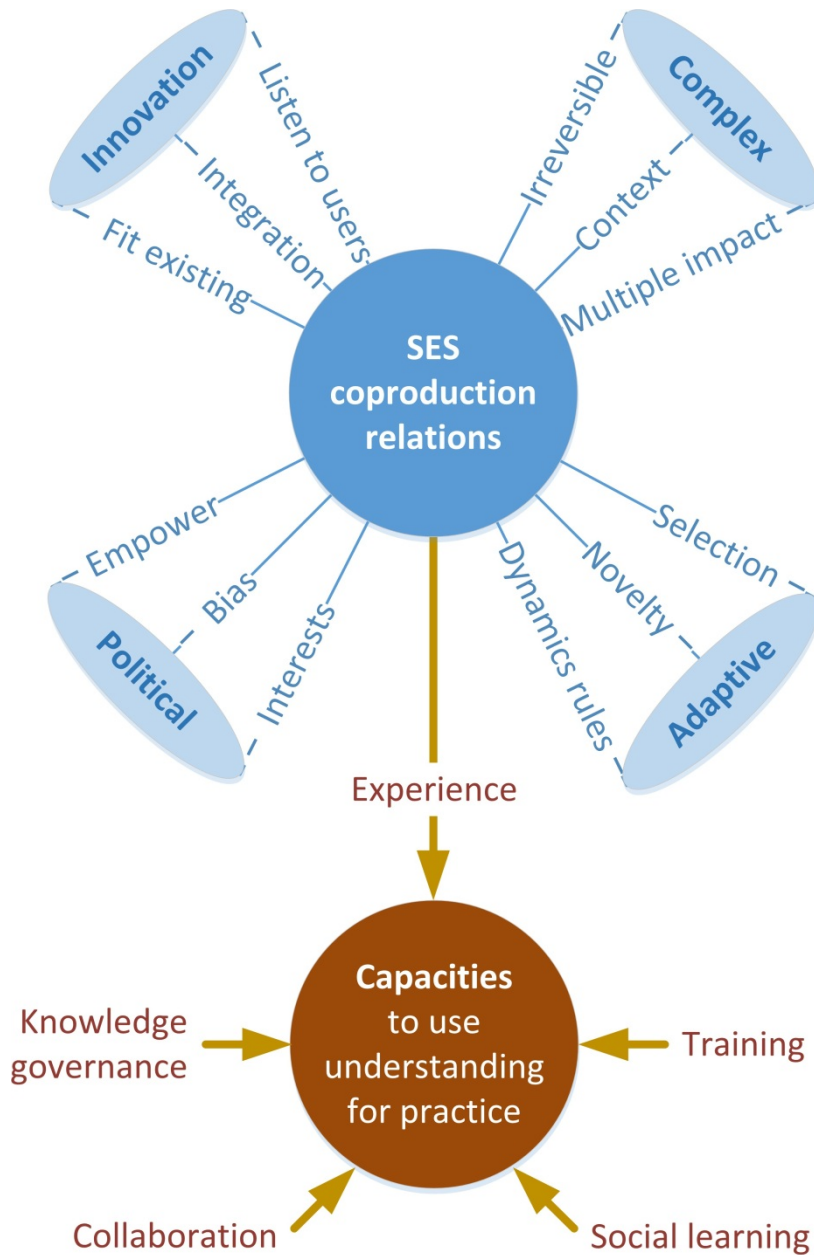 Innovation
Listen to users
Integration
Fit existing
Complex
Irreversible
Context
Multiple impact
SES
coproduction
relations
Empower
Bias
Interests
Political
Selection
Novelty
Dynamics rules
Adaptive
Experience
Capacities
to use
understanding
for practice
Knowledge
governance
Training
Collaboration
Social learning